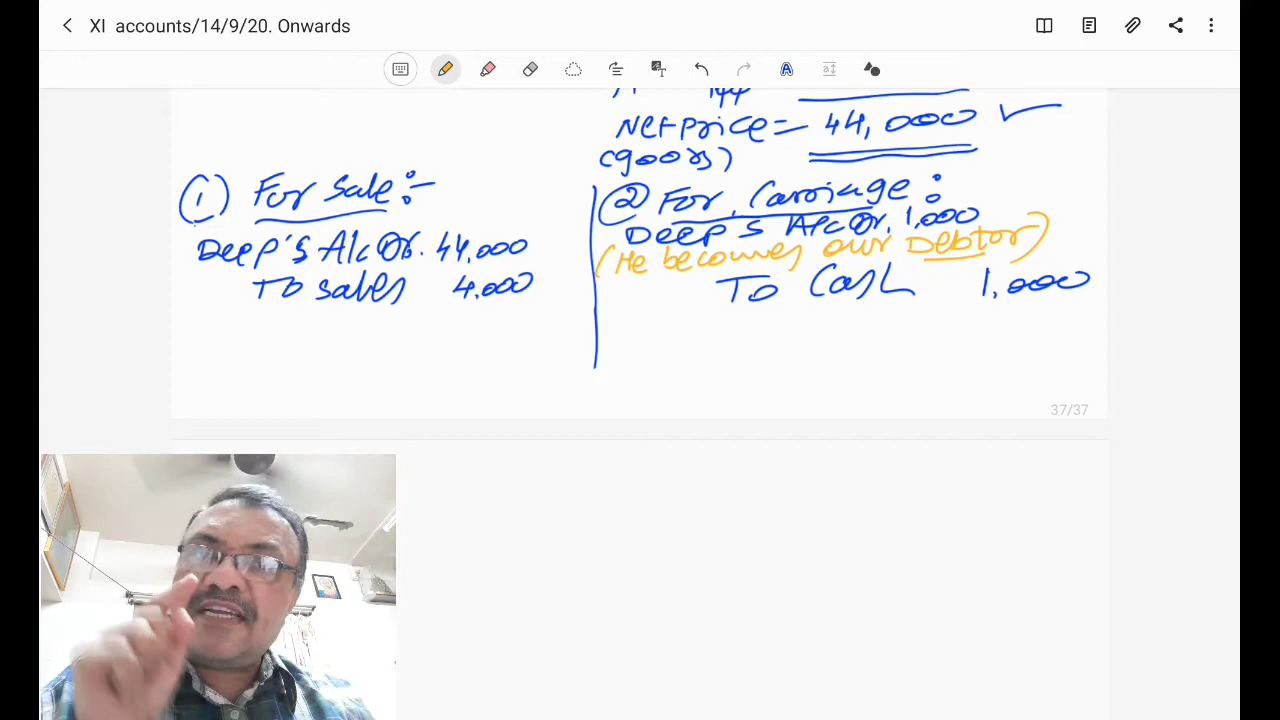 XI accounts/14/9/20. Onwards
Net Price = 44,000
(goods)
(1) For Sale :-
Deep's A/c Dr. 44,000
To sales 4,000
(2) For Carriage :
Deep's A/c Dr. 1,000
(He becomes our Debtor)
To Cash 1,000
37/37